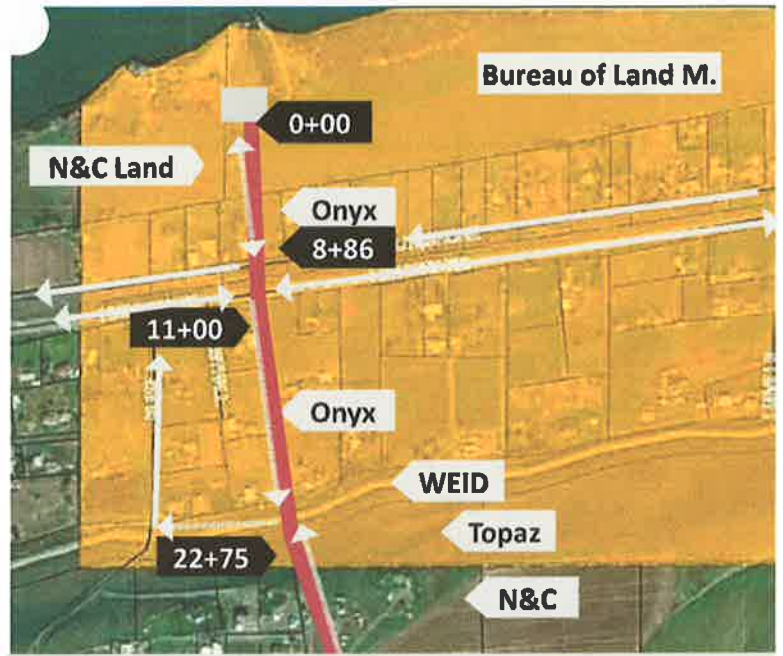 Bureau of Land M.
0+00
N&C Land
Onyx
8+86
11+00
Onyx
WEID
Topaz
22+75
N&C